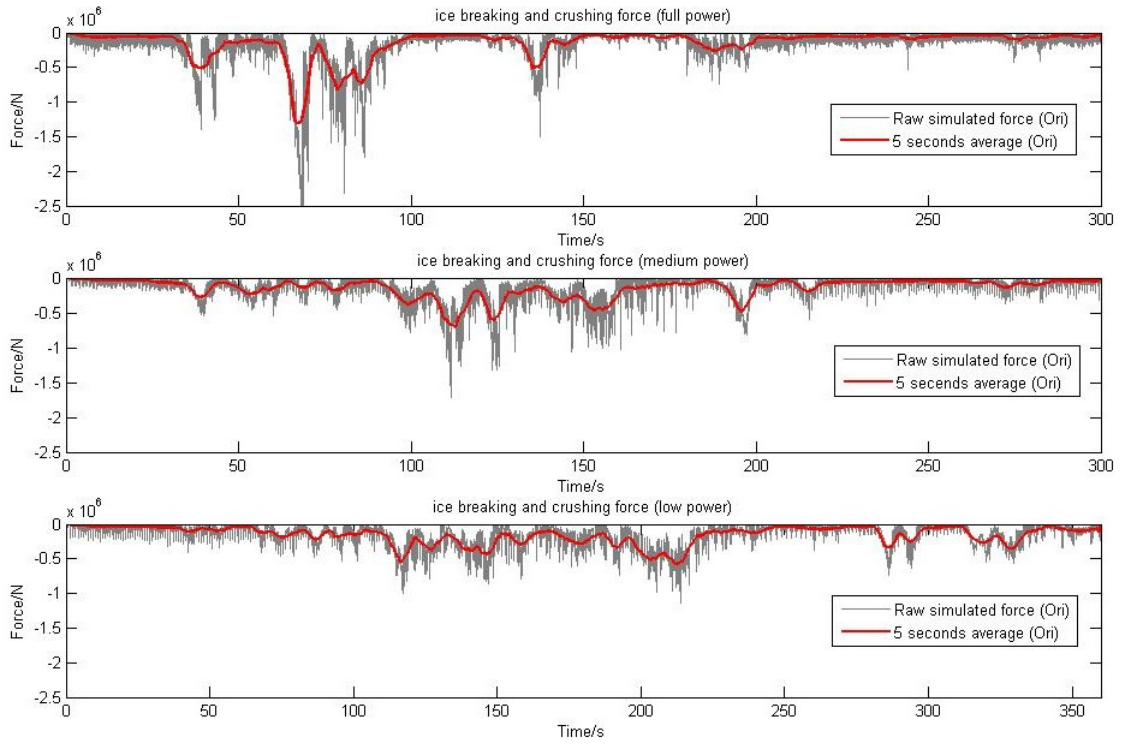 x 10^6
ice breaking and crushing force (full power)
0
-0.5
-1
-1.5
-2
-2.5
Force/N
Raw simulated force (Ori)
5 seconds average (Ori)
0 50 100 150 200 250 300
Time/s
x 10^6
ice breaking and crushing force (medium power)
0
-0.5
-1
-1.5
-2
-2.5
Force/N
Raw simulated force (Ori)
5 secends average (Ori)
0 50 100 150 200 250 300
Time/s
x 10^6
ice breaking and crushing force (low power)
0
-0.5
-1
-1.5
-2
-2.5
Force/N
Raw simulated force (Ori)
5 seconds average (Ori)
0 50 100 150 200 250 300 350
Time/s